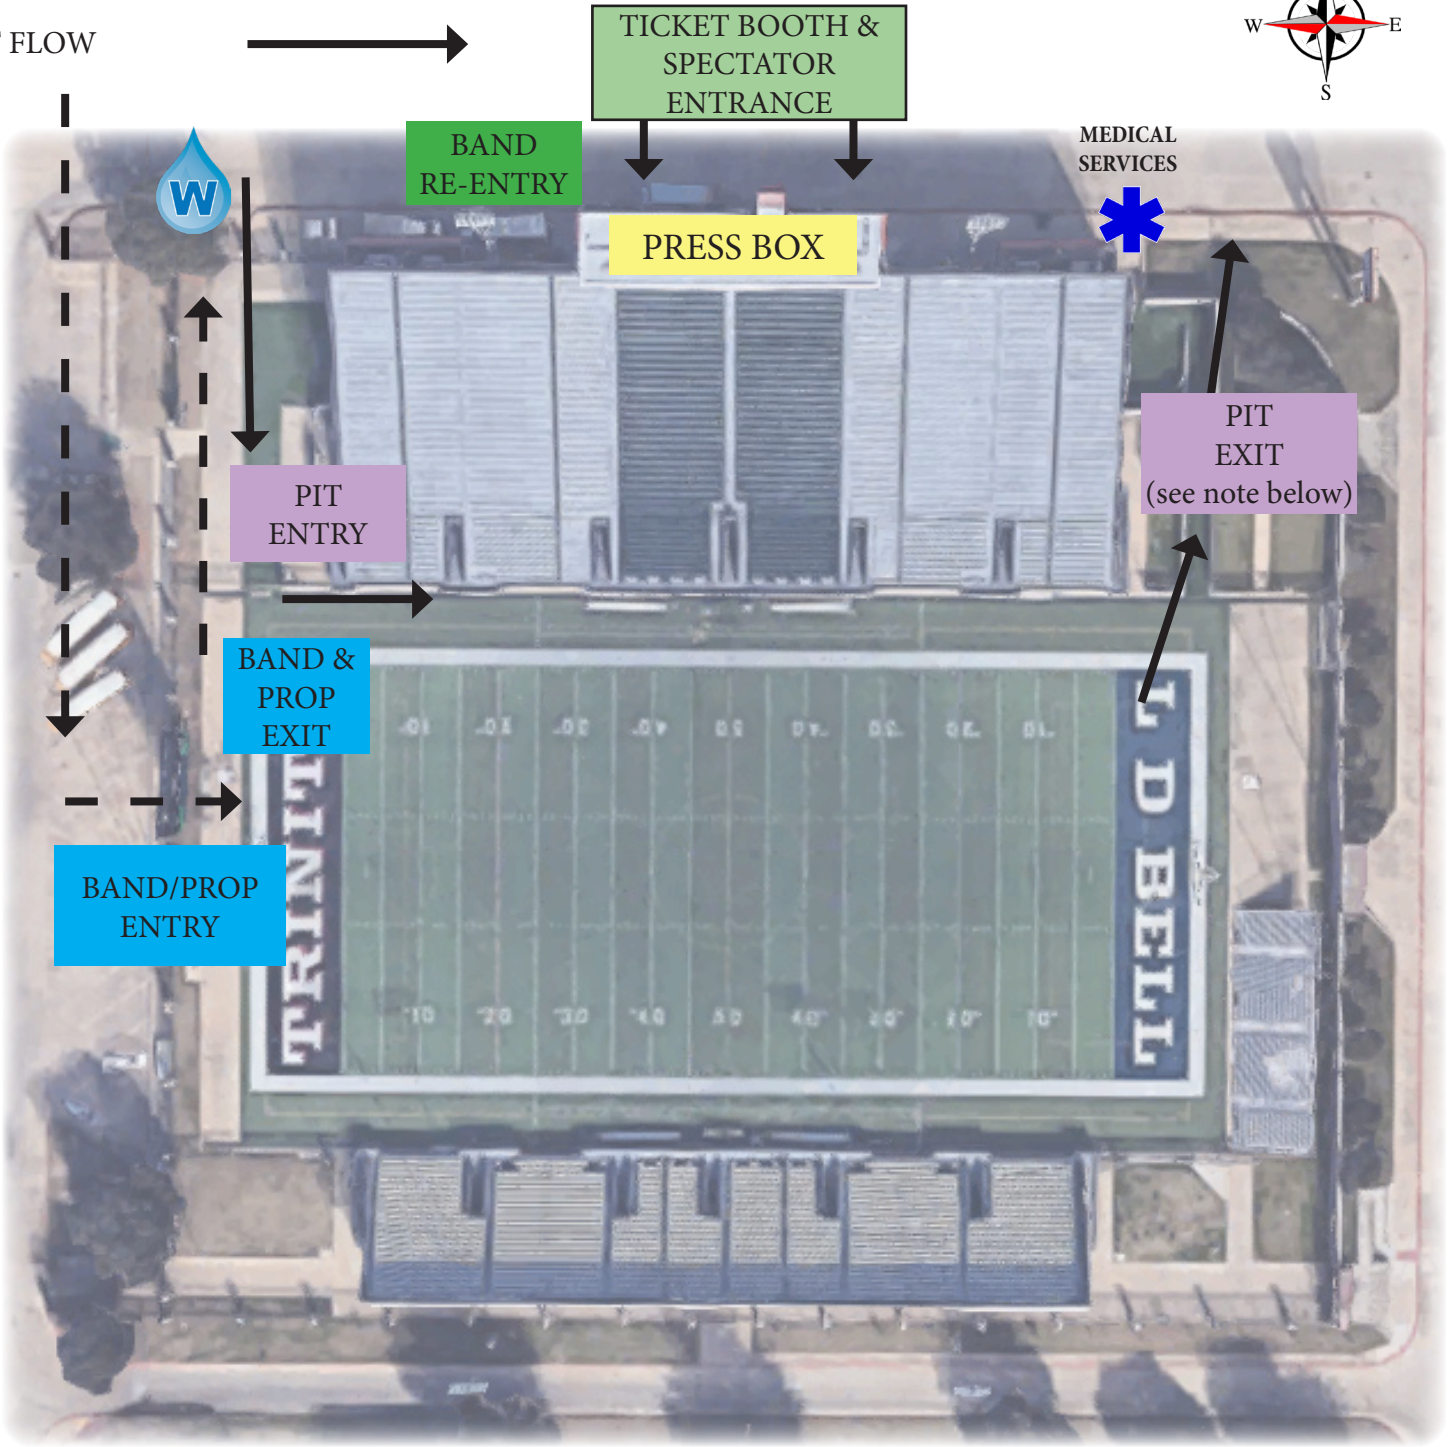 FLOW
TICKET BOOTH &
SPECTATOR
ENTRANCE
W
E
S
BAND
RE-ENTRY
MEDICAL
SERVICES
W
PRESS BOX
PIT
EXIT
(see note below)
PIT
ENTRY
BAND &
PROP
EXIT
BAND/PROP
ENTRY
TRINIT
L D BELL